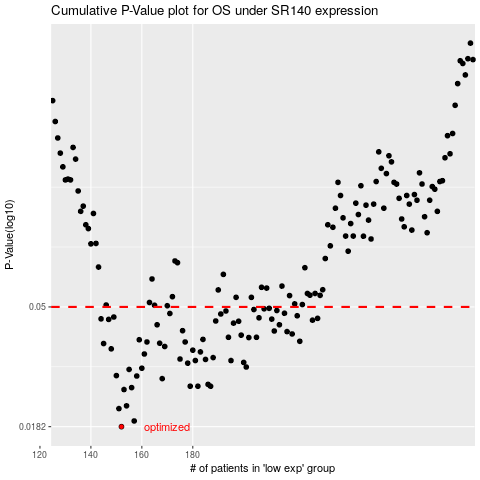 Cumulative P-Value plot for OS under SR140 expression
P-Value(log10)
0.05
0.0182
optimized
120 140 160 180
# of patients in 'low exp' group